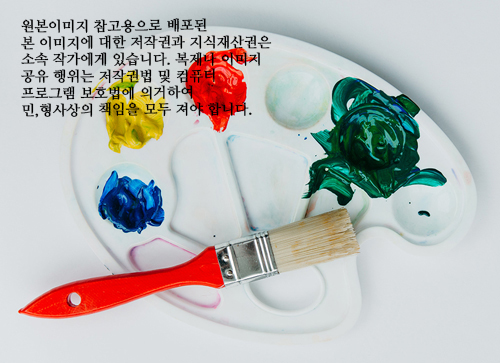 원본이미지 참고용으로 배포된
본 이미지에 대한 저작권과 지식재산권은
소속 작가에게 있습니다. 복제나 이미지
공유 행위는 저작권법 및 컴퓨터
프로그램 보호법에 의거하여
민,형사상의 책임을 모두 져야 합니다.